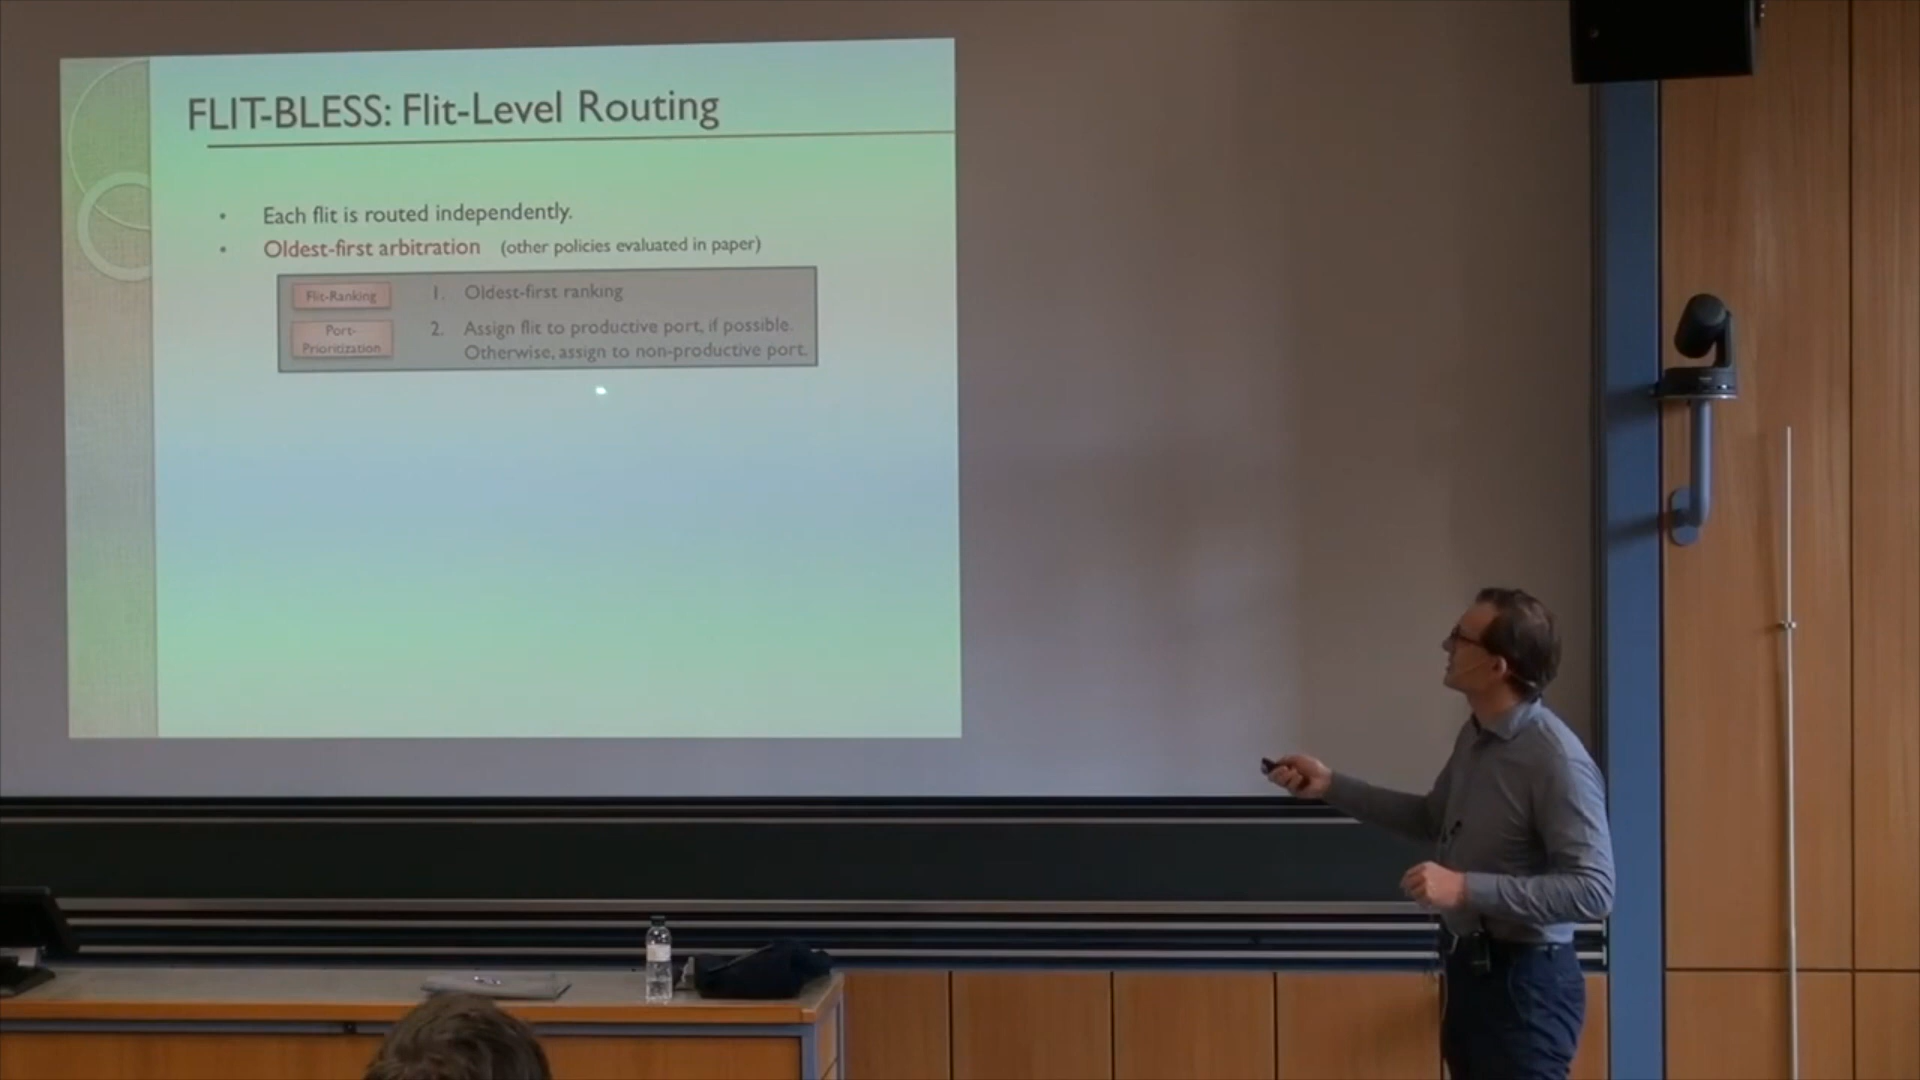 FLIT-BLESS: Flit-Level Routing
• Each flit is routed independently.
• Oldest-first arbitration (other policies evaluated in paper)
Flit-Ranking 1. Oldest-first ranking
Port-Prioritization 2. Assign flit to productive port, if possible.
Otherwise, assign to non-productive port.